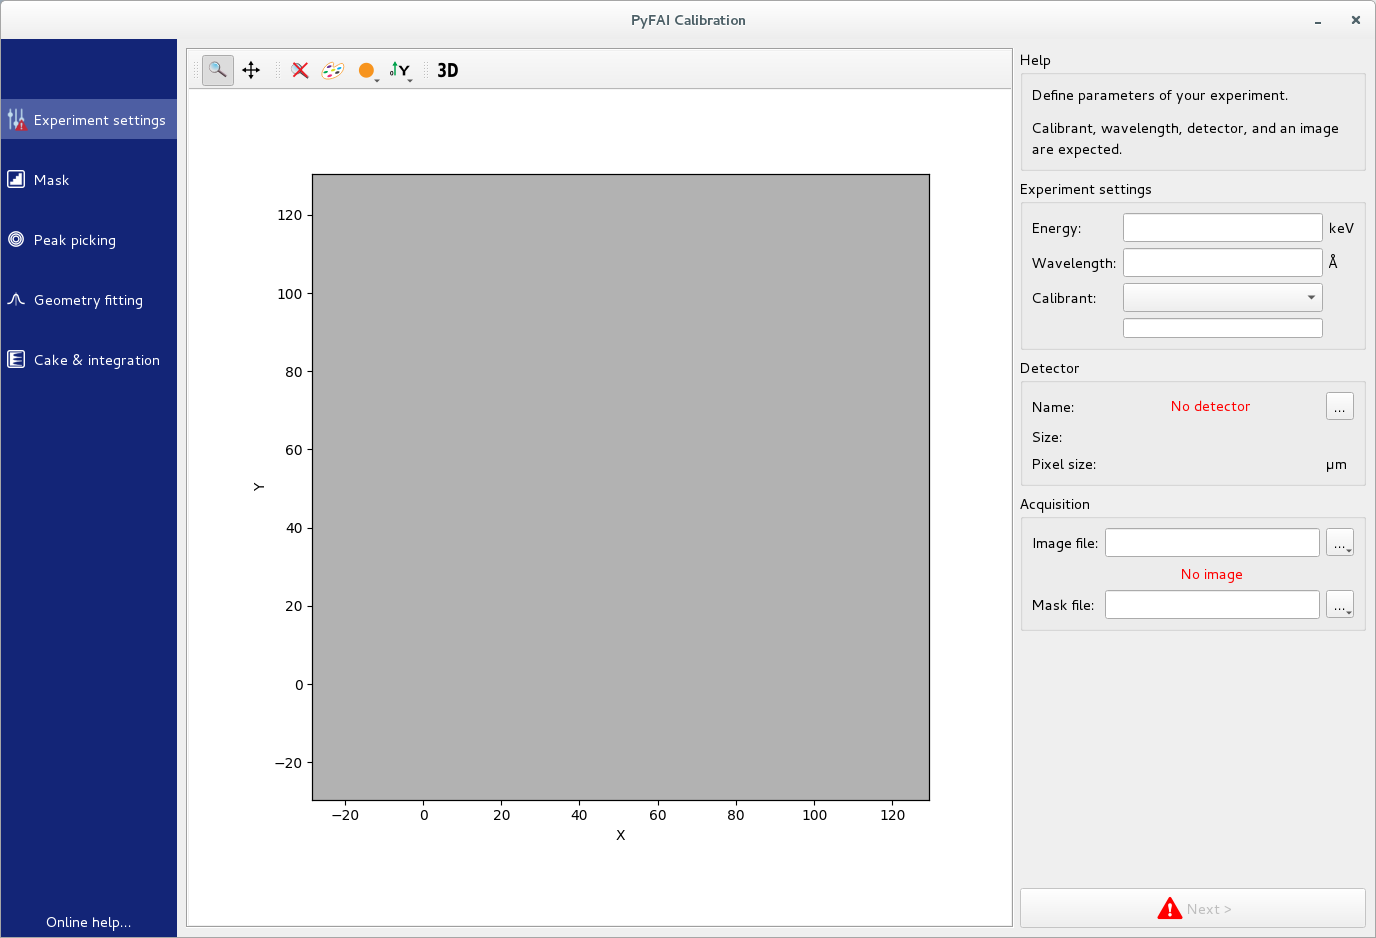 PyFAI Calibration
Experiment settings
Mask
Peak picking
Geometry fitting
Cake & integration
Online help...
0
Y
3D
120
100
80
60
40
20
0
−20
Y
−20 0 20 40 60 80 100 120
X
Help
Define parameters of your experiment.
Calibrant, wavelength, detector, and an image
are expected.
Experiment settings
Energy: keV
Wavelength: Å
Calibrant:
Detector
Name: No detector ...
Size:
Pixel size: µm
Acquisition
Image file: ...
No image
Mask file: ...
Next >